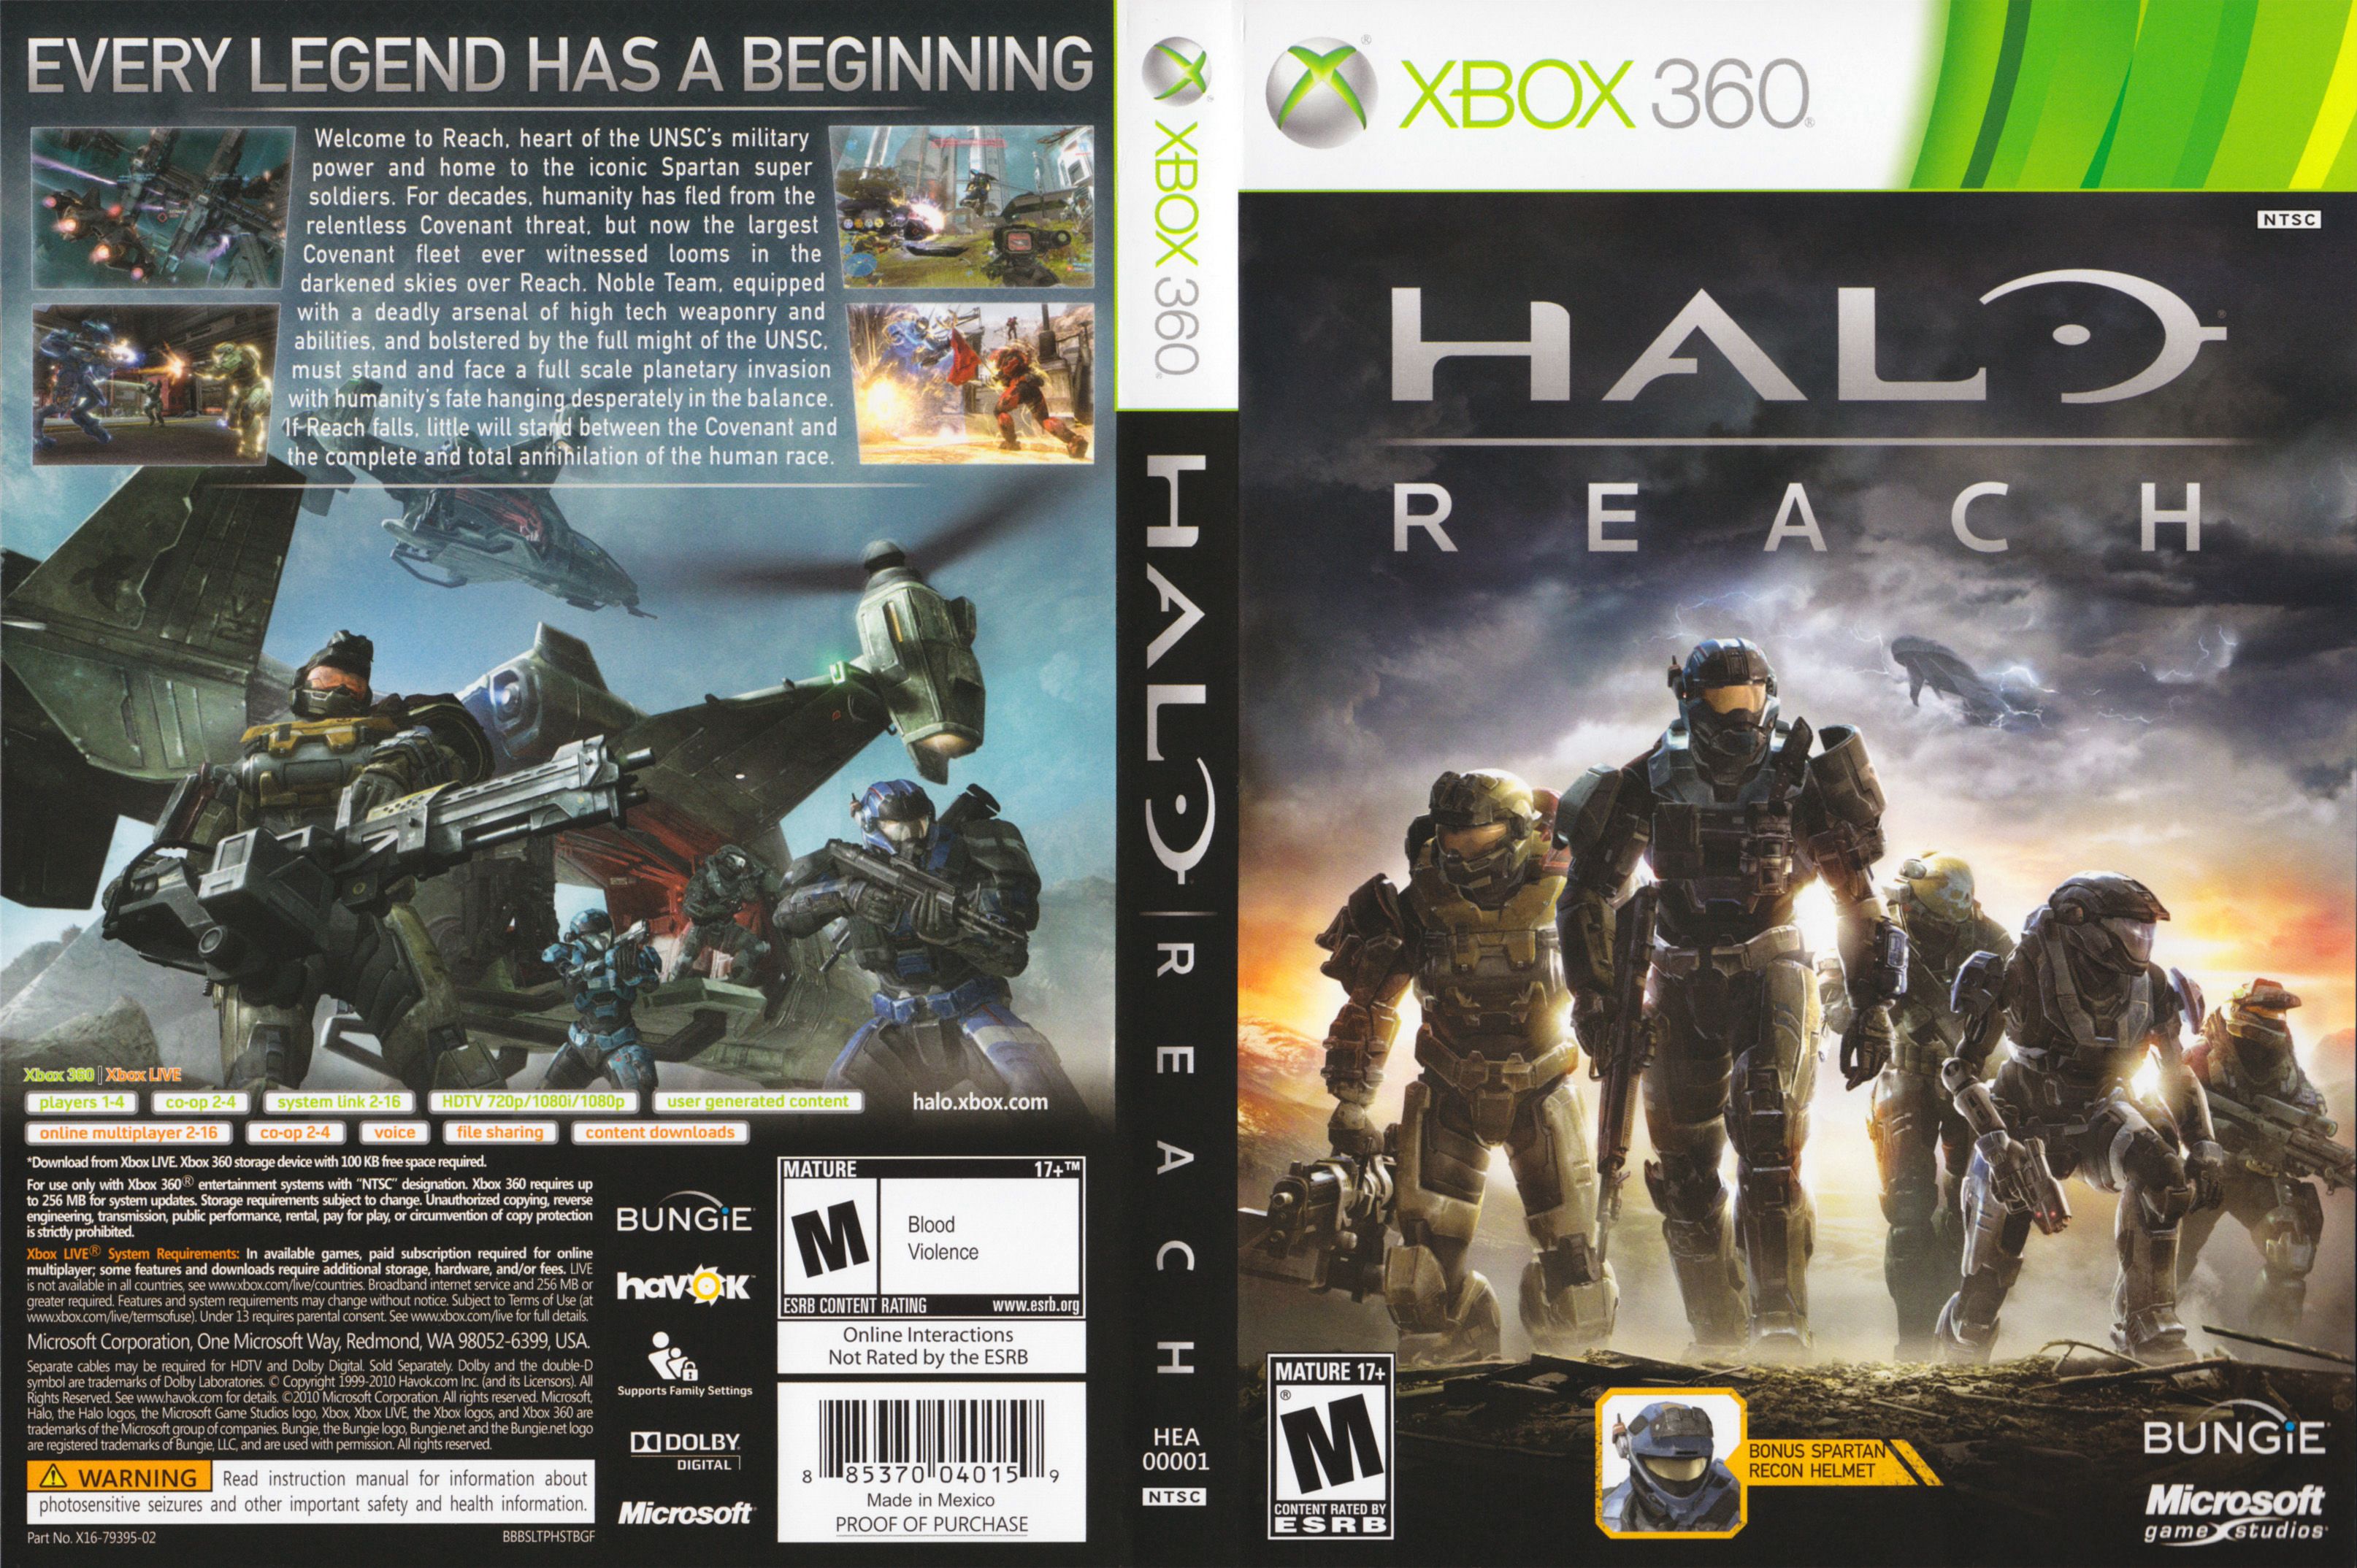 EVERY LEGEND HAS A BEGINNING
Welcome to Reach, heart of the UNSC's military
power and home to the iconic Spartan super
soldiers. For decades, humanity has fled from the
relentless Covenant threat, but now the largest
Covenant fleet ever witnessed looms in the
darkened skies over Reach. Noble Team, equipped
with a deadly arsenal of high tech weaponry and
abilities, and bolstered by the full might of the UNSC,
must stand and face a full scale planetary invasion
with humanity's fate hanging desperately in the balance.
If Reach falls, little will stand between the Covenant and
the complete and total annihilation of the human race.
Xbox 360 | Xbox LIVE
players 1-4 co-op 2-4 system link 2-16 HDTV 720p/1080i/1080p user generated content
halo.xbox.com
online multiplayer 2-16 co-op 2-4 voice file sharing content downloads
*Download from Xbox LIVE. Xbox 360 storage device with 100 KB free space required.
For use only with Xbox 360® entertainment systems with "NTSC" designation. Xbox 360 requires up
to 256 MB for system updates. Storage requirements subject to change. Unauthorized copying, reverse
engineering, transmission, public performance, rental, pay for play, or circumvention of copy protection
is strictly prohibited.
Xbox LIVE® System Requirements: In available games, paid subscription required for online
multiplayer; some features and downloads require additional storage, hardware, and/or fees. LIVE
is not available in all countries, see www.xbox.com/live/countries. Broadband internet service and 256 MB or
greater required. Features and system requirements may change without notice. Subject to Terms of Use (at
www.xbox.com/live/termsofuse). Under 13 requires parental consent. See www.xbox.com/live for full details.
Microsoft Corporation, One Microsoft Way, Redmond, WA 98052-6399, USA.
Separate cables may be required for HDTV and Dolby Digital. Sold Separately. Dolby and the double-D
symbol are trademarks of Dolby Laboratories. © Copyright 1999-2010 Havok.com Inc. (and its Licensors). All
Rights Reserved. See www.havok.com for details. ©2010 Microsoft Corporation. All rights reserved. Microsoft,
Halo, the Halo logos, the Microsoft Game Studios logo, Xbox, Xbox LIVE, the Xbox logos, and Xbox 360 are
trademarks of the Microsoft group of companies. Bungie, the Bungie logo, Bungie.net and the Bungie.net logo
are registered trademarks of Bungie, LLC, and are used with permission. All rights reserved.
WARNING Read instruction manual for information about
photosensitive seizures and other important safety and health information.
Part No. X16-79395-02
BBBSLTPHSTBGF
BUNGiE
havok™
Supports Family Settings
DOLBY
DIGITAL
Microsoft®
MATURE 17+™
M
Blood
Violence
ESRB CONTENT RATING www.esrb.org
Online Interactions
Not Rated by the ESRB
8 85370 04015 9
Made in Mexico
PROOF OF PURCHASE
XBOX 360
HALO
REACH
HEA
00001
NTSC
XBOX 360®
NTSC
HALO®
REACH
MATURE 17+
®
M
CONTENT RATED BY
ESRB
BONUS SPARTAN
RECON HELMET
BUNGiE
Microsoft
game studios®